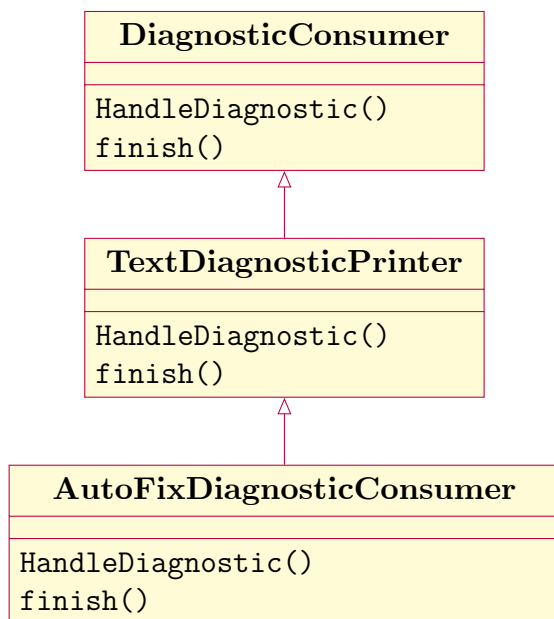 DiagnosticConsumer
HandleDiagnostic()
finish()
TextDiagnosticPrinter
HandleDiagnostic()
finish()
AutoFixDiagnosticConsumer
HandleDiagnostic()
finish()